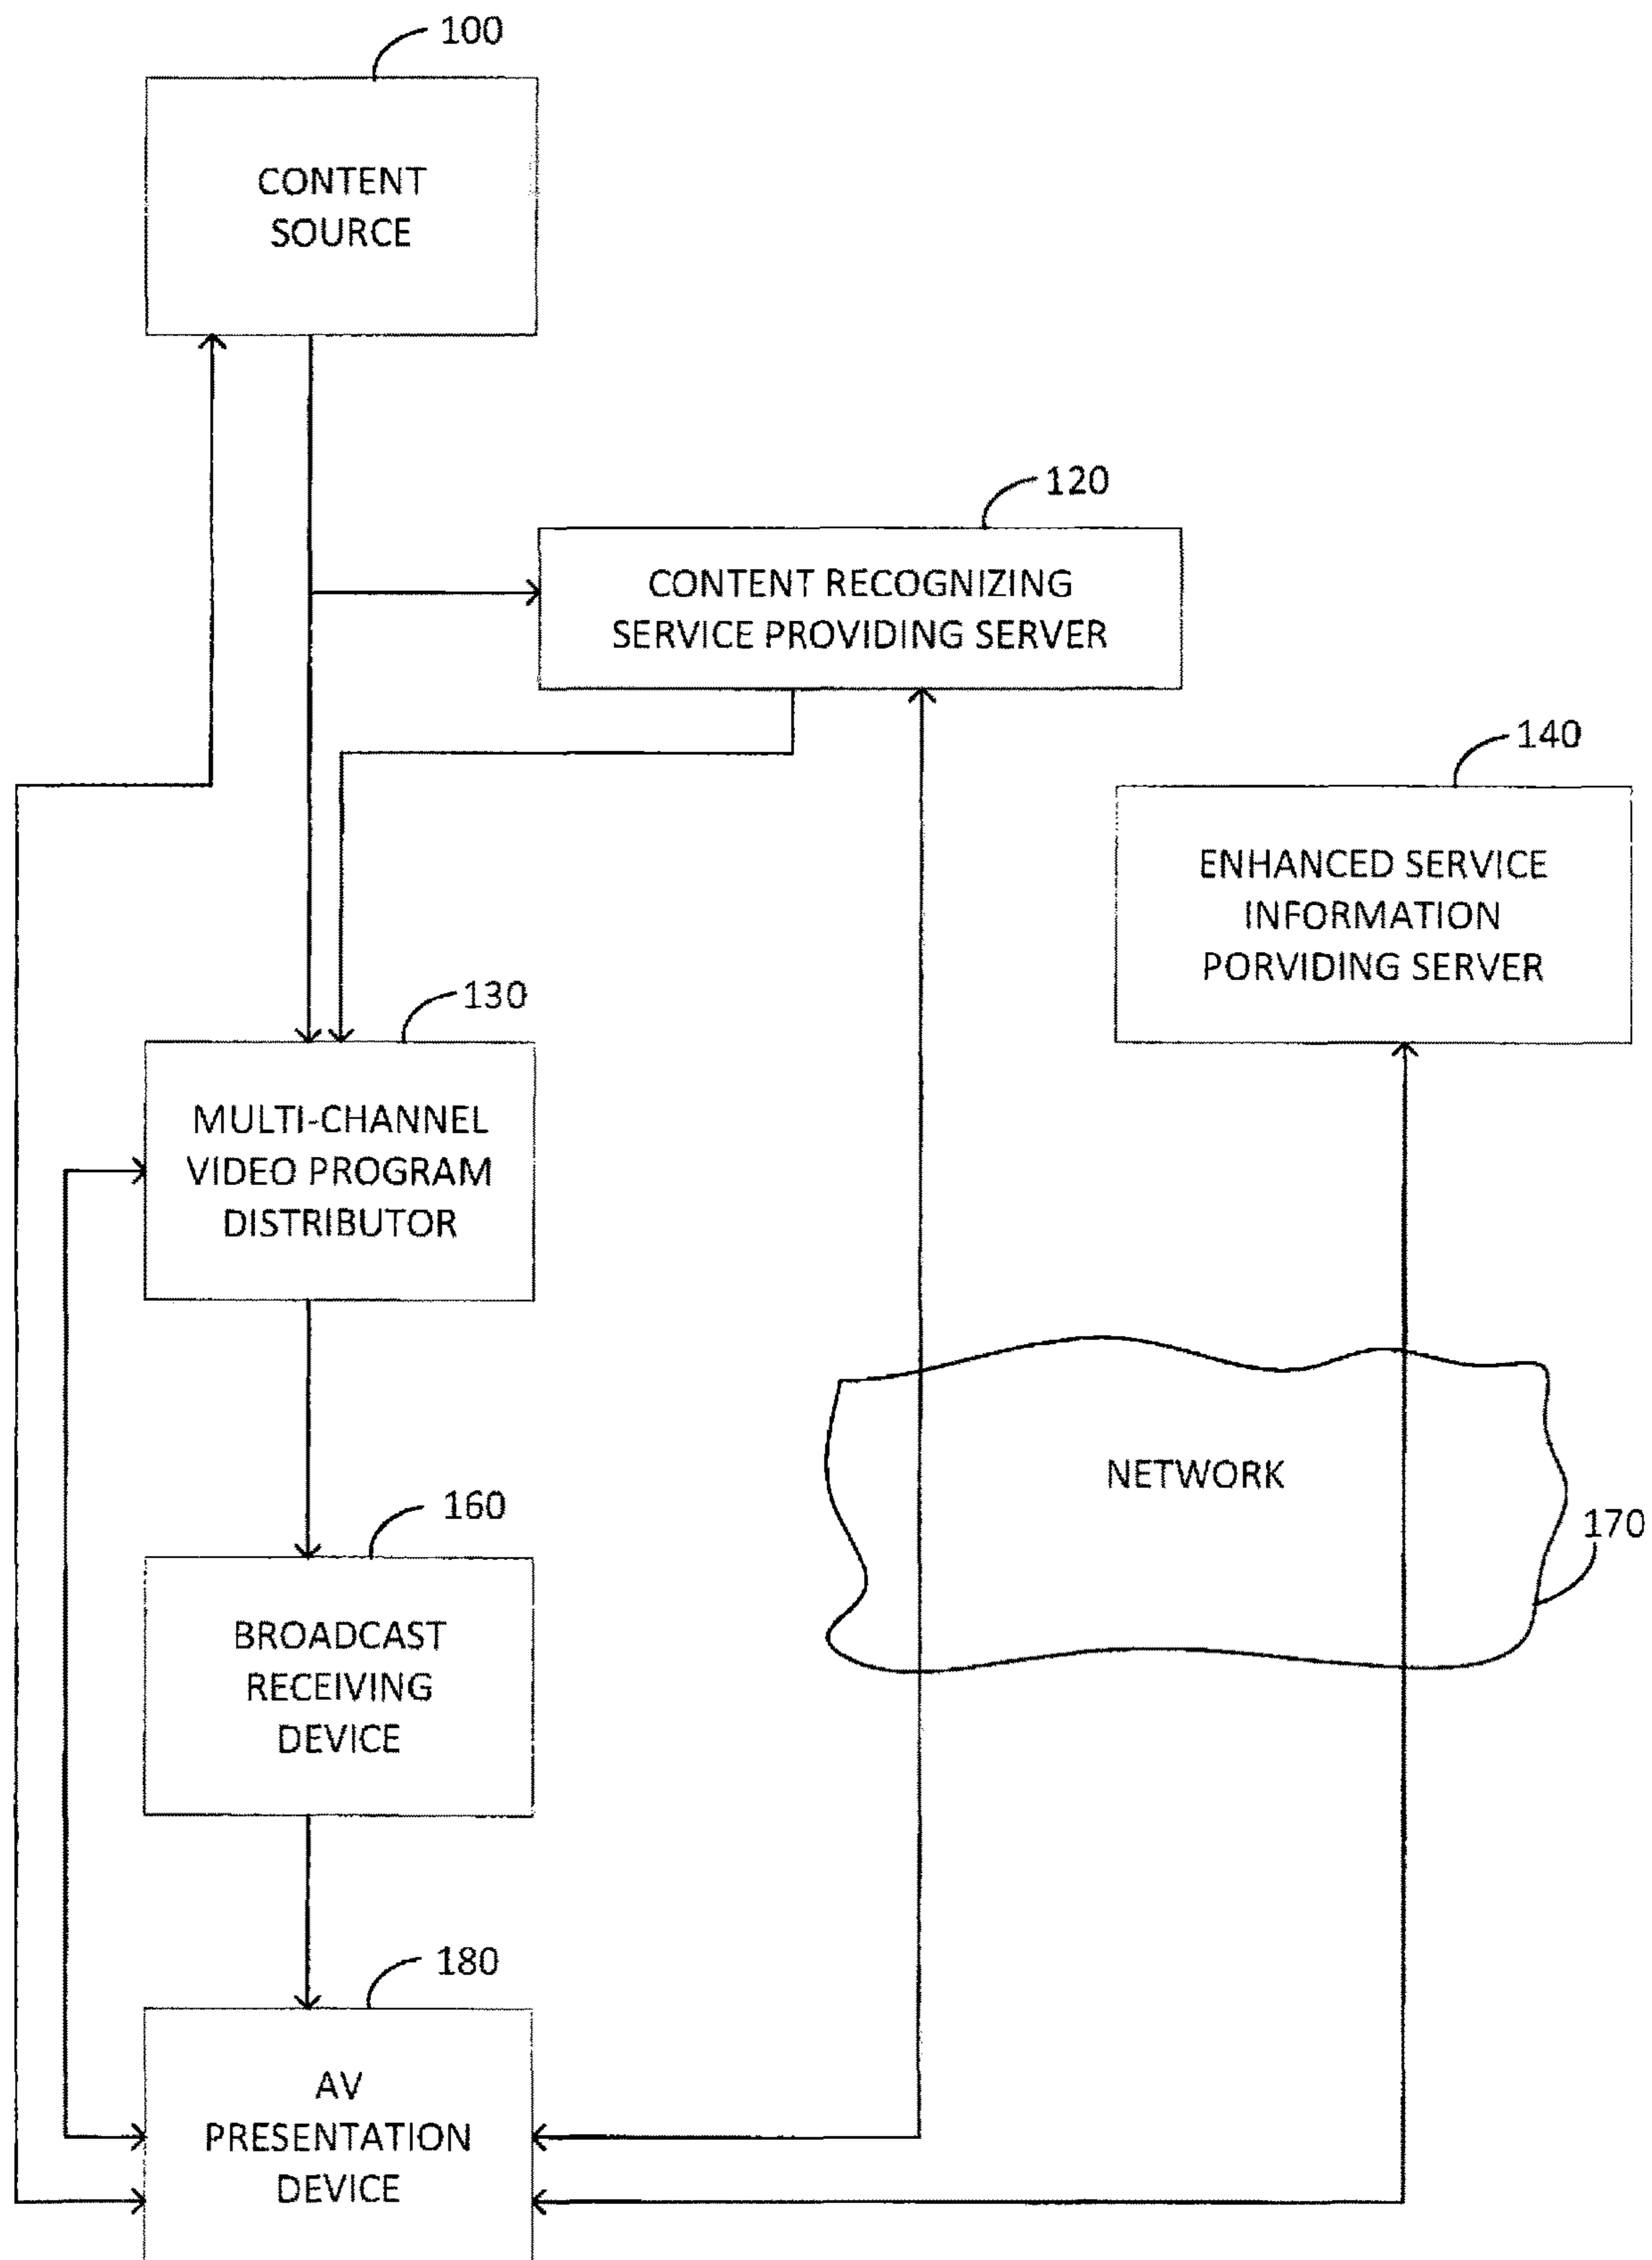 100
CONTENT
SOURCE
120
CONTENT RECOGNIZING
SERVICE PROVIDING SERVER
140
ENHANCED SERVICE
INFORMATION
PORVIDING SERVER
130
MULTI-CHANNEL
VIDEO PROGRAM
DISTRIBUTOR
NETWORK
170
160
BROADCAST
RECEIVING
DEVICE
180
AV
PRESENTATION
DEVICE